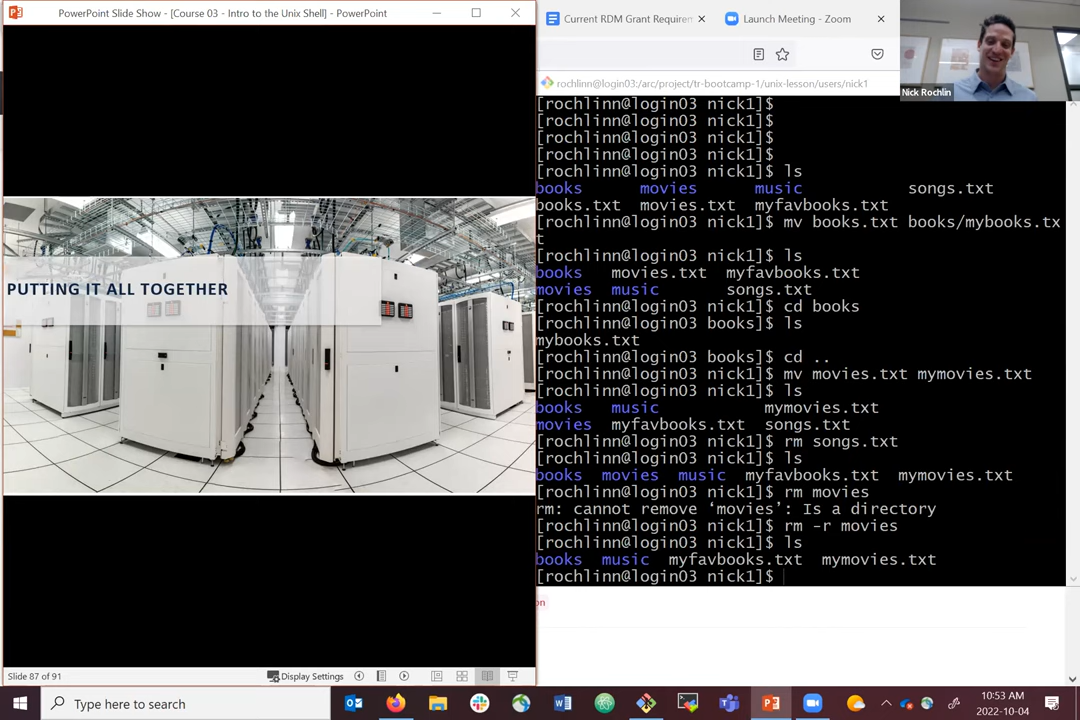 PowerPoint Slide Show - [Course 03 - Intro to the Unix Shell] - PowerPoint
PUTTING IT ALL TOGETHER
Slide 87 of 91
Display Settings
Current RDM Grant Requirem
Launch Meeting - Zoom
rochlinn@login03:/arc/project/tr-bootcamp-1/unix-lesson/users/nick1
Nick Rochlin
[rochlinn@login03 nick1]$
[rochlinn@login03 nick1]$
[rochlinn@login03 nick1]$
[rochlinn@login03 nick1]$
[rochlinn@login03 nick1]$ ls
books movies music songs.txt
books.txt movies.txt myfavbooks.txt
[rochlinn@login03 nick1]$ mv books.txt books/mybooks.tx
t
[rochlinn@login03 nick1]$ ls
books movies.txt myfavbooks.txt
movies music songs.txt
[rochlinn@login03 nick1]$ cd books
[rochlinn@login03 books]$ ls
mybooks.txt
[rochlinn@login03 books]$ cd ..
[rochlinn@login03 nick1]$ mv movies.txt mymovies.txt
[rochlinn@login03 nick1]$ ls
books music mymovies.txt
movies myfavbooks.txt songs.txt
[rochlinn@login03 nick1]$ rm songs.txt
[rochlinn@login03 nick1]$ ls
books movies music myfavbooks.txt mymovies.txt
[rochlinn@login03 nick1]$ rm movies
rm: cannot remove ‘movies’: Is a directory
[rochlinn@login03 nick1]$ rm -r movies
[rochlinn@login03 nick1]$ ls
books music myfavbooks.txt mymovies.txt
[rochlinn@login03 nick1]$
on
Type here to search
10:53 AM
2022-10-04